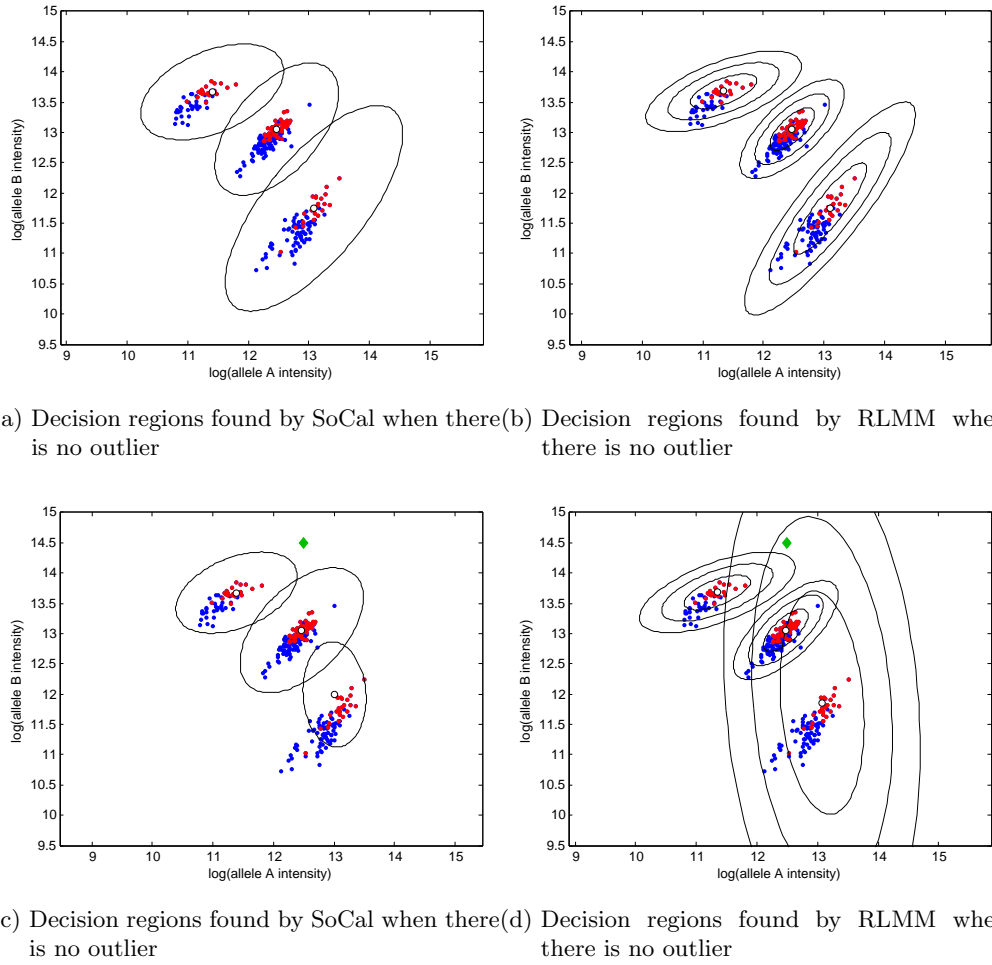 15
14.5
14
13.5
13
12.5
12
11.5
11
10.5
10
9.5
log(allele B intensity)
9 10 11 12 13 14 15
log(allele A intensity)
15
14.5
14
13.5
13
12.5
12
11.5
11
10.5
10
9.5
log(allele B intensity)
9 10 11 12 13 14 15
log(allele A intensity)
a) Decision regions found by SoCal when there
is no outlier
(b) Decision regions found by RLMM whe
there is no outlier
15
14.5
14
13.5
13
12.5
12
11.5
11
10.5
10
9.5
log(allele B intensity)
9 10 11 12 13 14 15
log(allele A intensity)
15
14.5
14
13.5
13
12.5
12
11.5
11
10.5
10
9.5
log(allele B intensity)
9 10 11 12 13 14 15
log(allele A intensity)
c) Decision regions found by SoCal when there
is no outlier
(d) Decision regions found by RLMM whe
there is no outlier